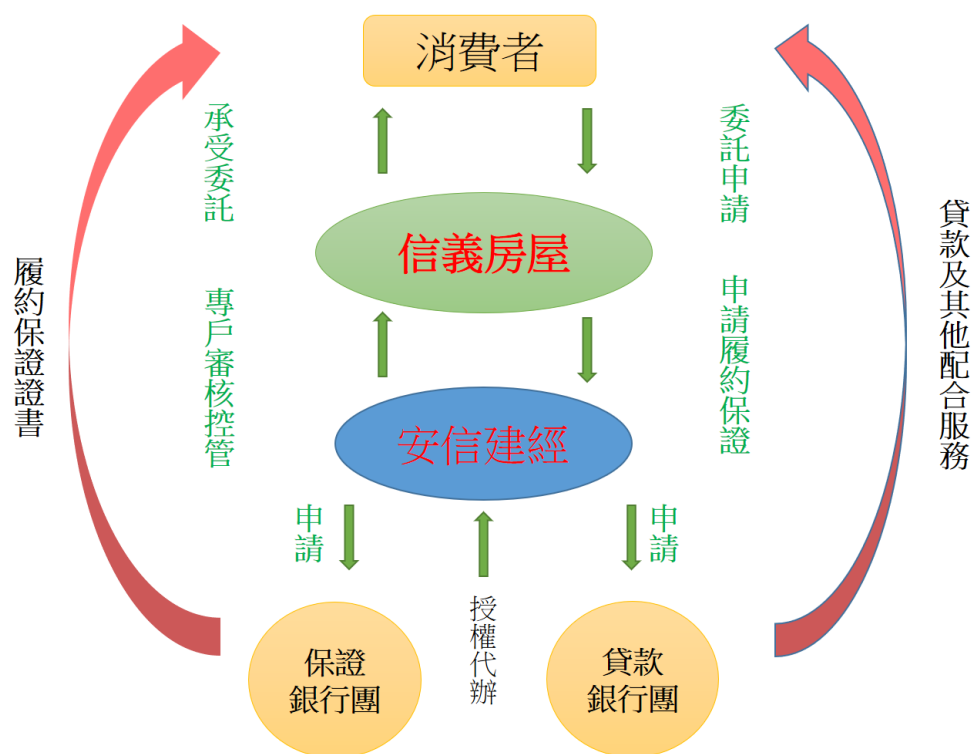 消費者
承受委託
委託申請
信義房屋
履約保證證書
專戶審核控管
申請履約保證
貸款及其他配合服務
安信建經
申請
申請
授權代辦
保證
銀行團
貸款
銀行團